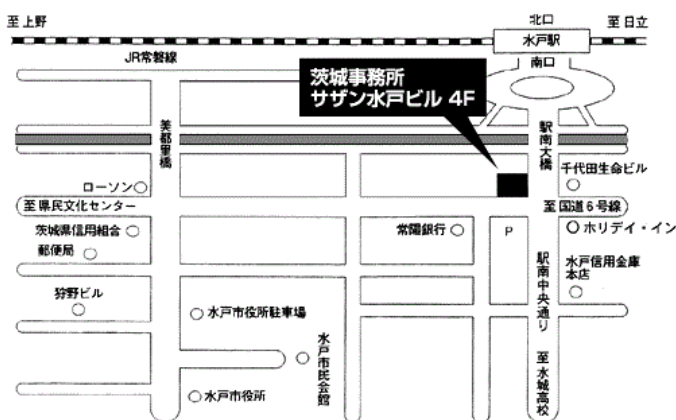 至上野
北口
至日立
水戸駅
JR常磐線
南口
茨城事務所
サザン水戸ビル 4F
美都里橋
駅南大橋
千代田生命ビル
ローソン
至県民文化センター
至国道6号線
茨城県信用組合
常陽銀行
P
ホリデイ・イン
郵便局
駅南中央通り
水戸信用金庫
本店
狩野ビル
水戸市役所駐車場
水戸市民会館
至水城高校
水戸市役所